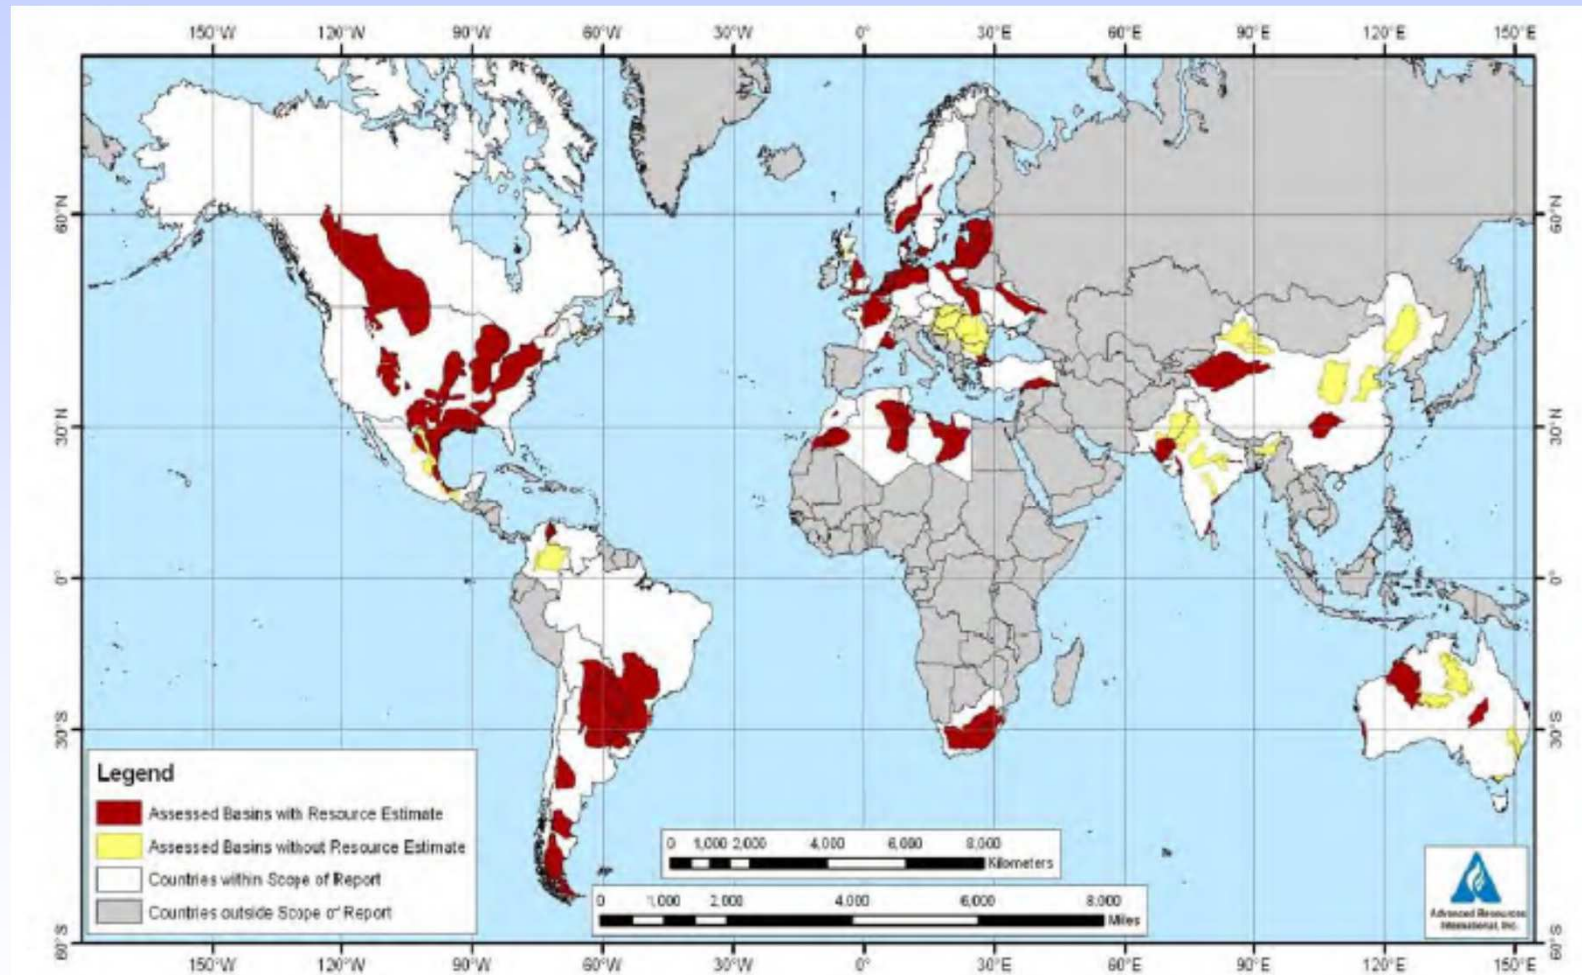 150°W 120°W 90°W 60°W 30°W 0° 30°E 60°E 90°E 120°E 150°E
60°N 60°N
30°N 30°N
0° 0°
30°S 30°S
60°S 60°S
Legend
Assessed Basins with Resource Estimate
Assessed Basins without Resource Estimate
Countries within Scope of Report
Countries outside Scope of Report
0 1,000 2,000 4,000 6,000 8,000
Kilometers
0 1,000 2,000 4,000 6,000 8,000
Miles
Advanced Resources
International, Inc.
150°W 120°W 90°W 60°W 30°W 0° 30°E 60°E 90°E 120°E 150°E